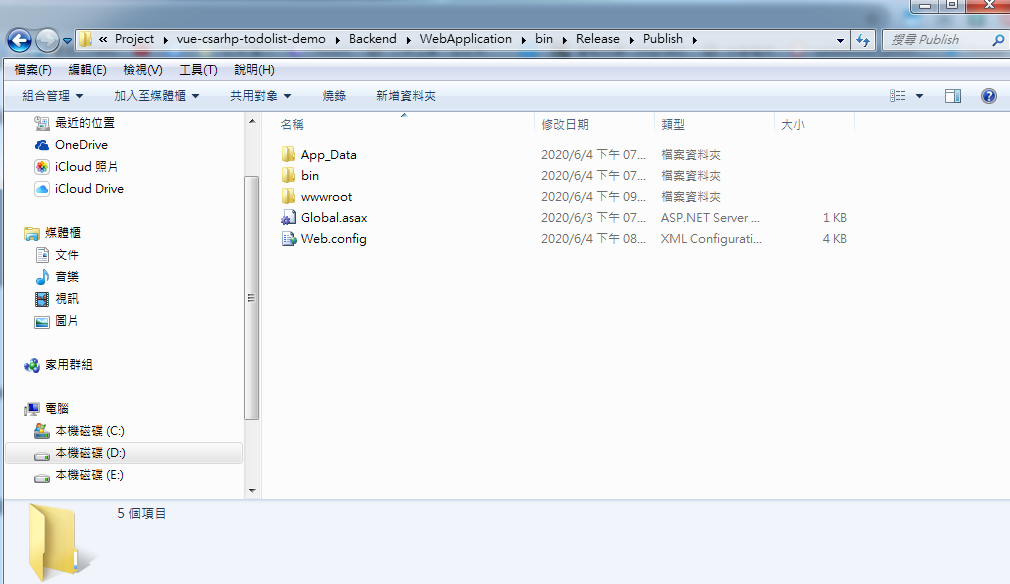 « Project ▸ vue-csarhp-todolist-demo ▸ Backend ▸ WebApplication ▸ bin ▸ Release ▸ Publish ▸
搜尋 Publish
檔案(F) 編輯(E) 檢視(V) 工具(T) 說明(H)
組合管理 加入至媒體櫃 共用對象 燒錄 新增資料夾
最近的位置
OneDrive
iCloud 照片
iCloud Drive
媒體櫃
文件
音樂
視訊
圖片
家用群組
電腦
本機磁碟 (C:)
本機磁碟 (D:)
本機磁碟 (E:)
名稱 修改日期 類型 大小
App_Data 2020/6/4 下午 07... 檔案資料夾
bin 2020/6/4 下午 07... 檔案資料夾
wwwroot 2020/6/4 下午 09... 檔案資料夾
Global.asax 2020/6/3 下午 07... ASP.NET Server ... 1 KB
Web.config 2020/6/4 下午 08... XML Configurati... 4 KB
5 個項目